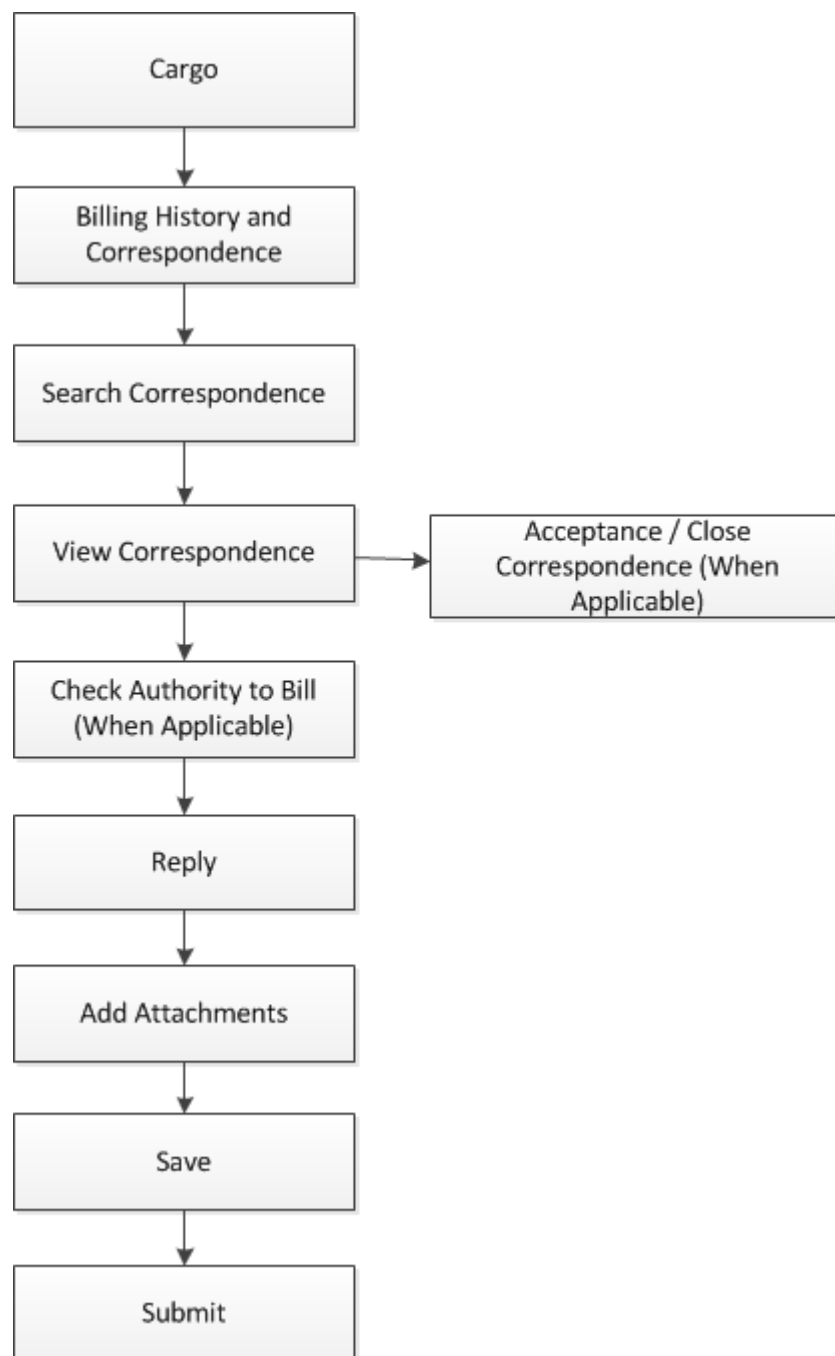 Cargo
Billing History and
Correspondence
Search Correspondence
View Correspondence
Acceptance / Close
Correspondence (When
Applicable)
Check Authority to Bill
(When Applicable)
Reply
Add Attachments
Save
Submit